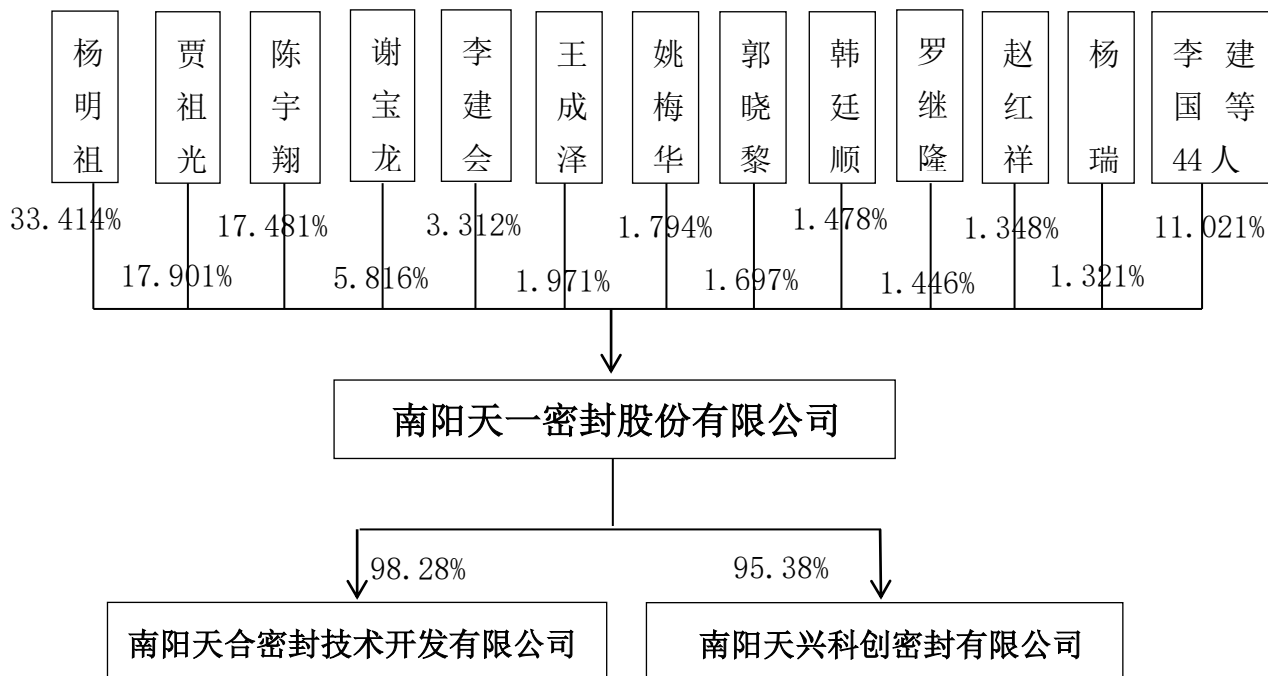 杨明祖
贾祖光
陈宇翔
谢宝龙
李建会
王成泽
姚梅华
郭晓黎
韩廷顺
罗继隆
赵红祥
杨瑞
李建
国等
44人
33.414%
17.901%
17.481%
5.816%
3.312%
1.971%
1.794%
1.697%
1.478%
1.446%
1.348%
1.321%
11.021%
南阳天一密封股份有限公司
98.28%
95.38%
南阳天合密封技术开发有限公司
南阳天兴科创密封有限公司